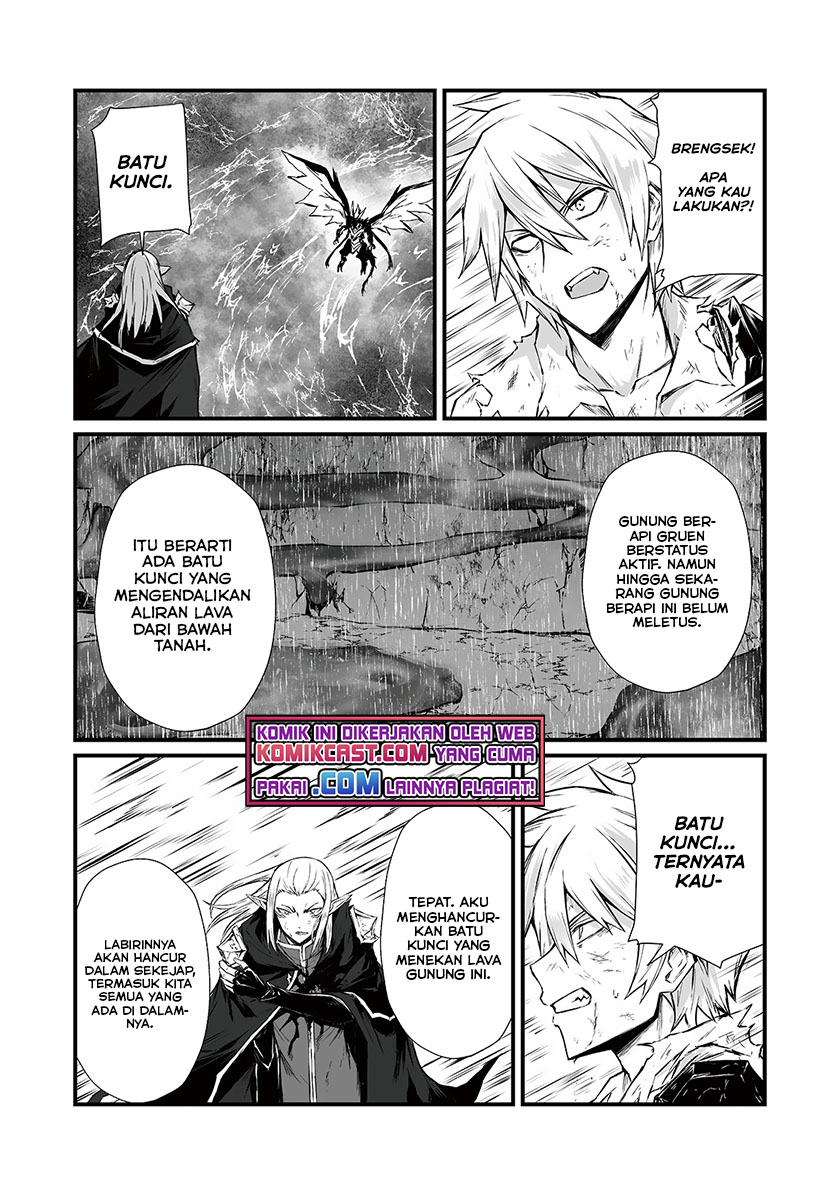 BRENGSEK!
APA
YANG KAU
LAKUKAN?!
BATU
KUNCI.
GUNUNG BER-
API GRUEN
BERSTATUS
AKTIF. NAMUN
HINGGA SEKA-
RANG GUNUNG
BERAPI INI BELUM
MELETUS.
ITU BERARTI
ADA BATU
KUNCI YANG
MENGENDALIKAN
ALIRAN LAVA
DARI BAWAH
TANAH.
KOMIK INI DIKERJAKAN OLEH WEB
KOMIKCAST.COM YANG CUMA
PAKAI .COM LAINNYA PLAGIAT!
BATU
KUNCI...
TERNYATA
KAU-
TEPAT. AKU
MENGHANCUR-
KAN BATU
KUNCI YANG
MENEKAN LAVA
GUNUNG INI.
LABIRINNYA
AKAN HANCUR
DALAM SEKEJAP,
TERMASUK KITA
SEMUA YANG
ADA DI DALAM-
NYA.